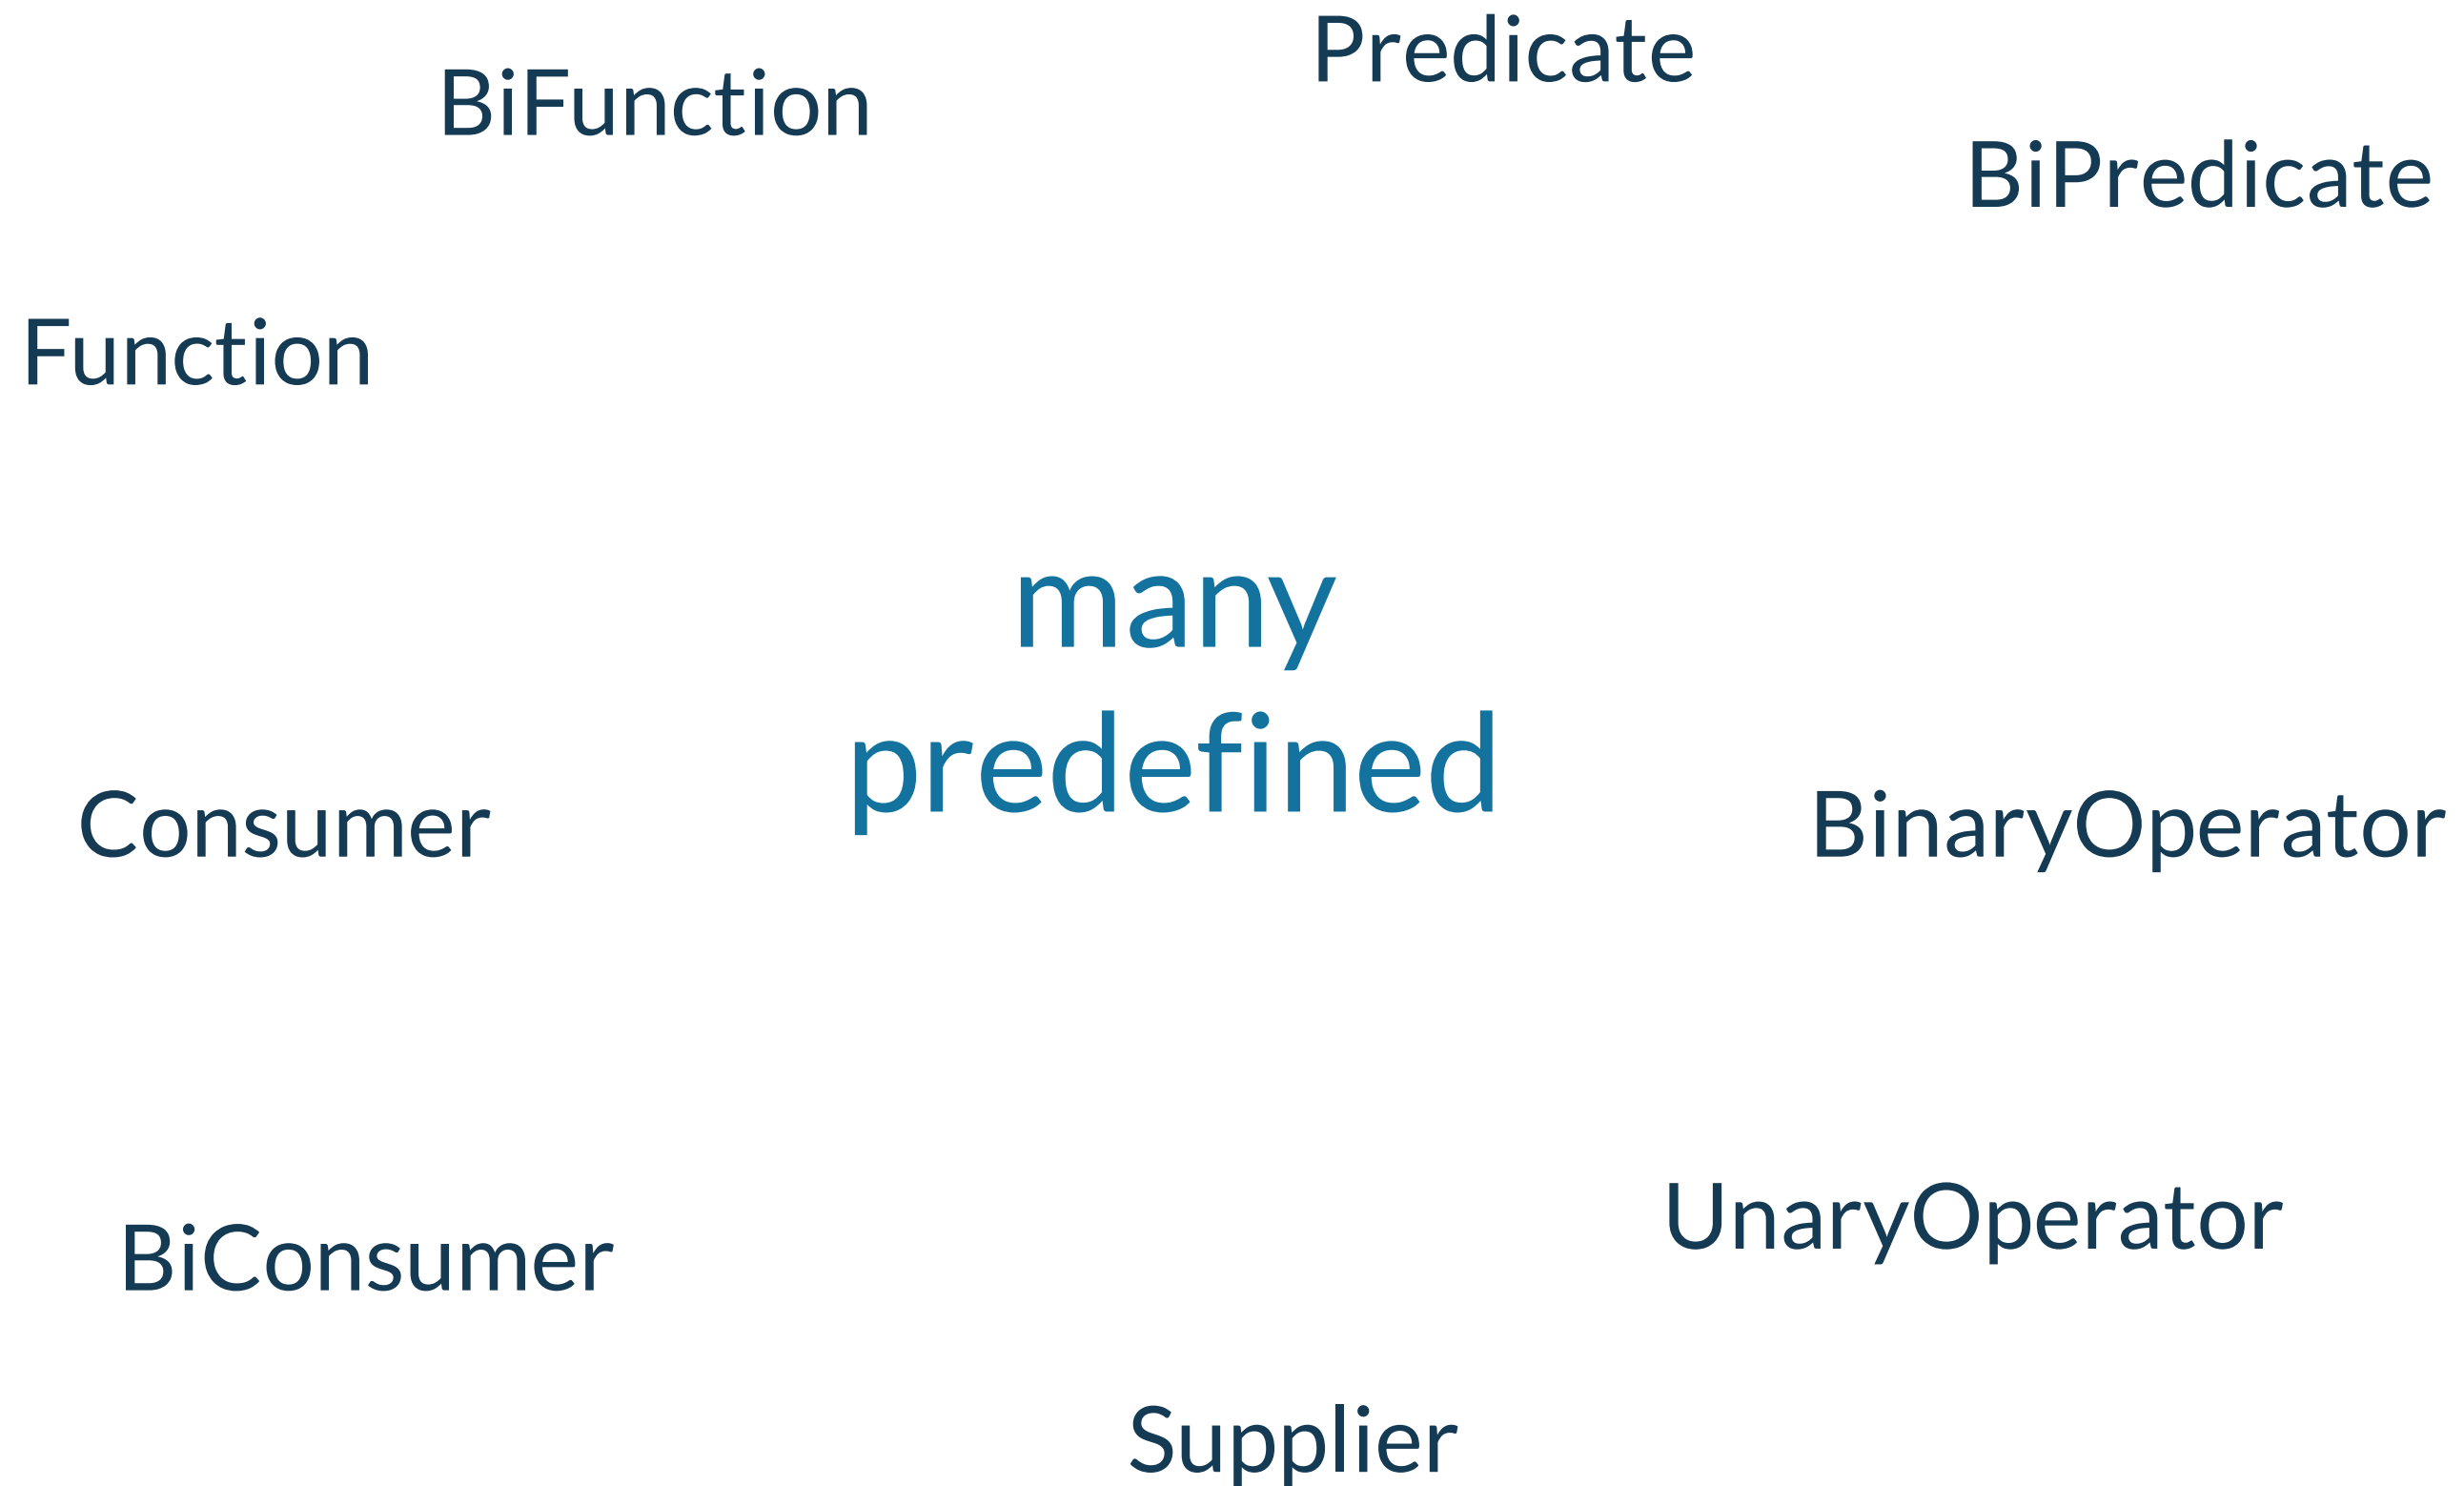 Predicate
BiFunction
BiPredicate
Function
many
predefined
Consumer
BinaryOperator
UnaryOperator
BiConsumer
Supplier